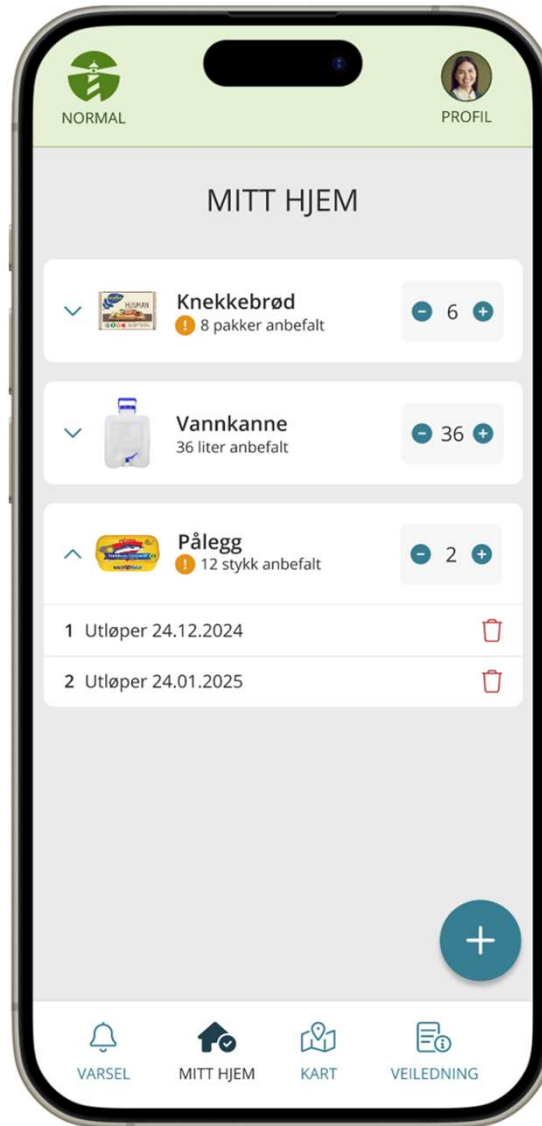 NORMAL
PROFIL
MITT HJEM
HUSMAN
Knekkebrød
8 pakker anbefalt
6
Vannkanne
36 liter anbefalt
36
Pålegg
12 stykk anbefalt
2
1 Utløper 24.12.2024
2 Utløper 24.01.2025
VARSEL
MITT HJEM
KART
VEILEDNING